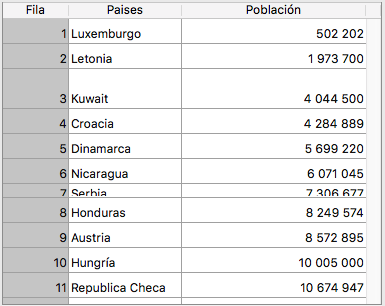 Fila Paises Población
1 Luxemburgo 502 202
2 Letonia 1 973 700
3 Kuwait 4 044 500
4 Croacia 4 284 889
5 Dinamarca 5 699 220
6 Nicaragua 6 071 045
7 Serbia 7 306 677
8 Honduras 8 249 574
9 Austria 8 572 895
10 Hungría 10 005 000
11 Republica Checa 10 674 947